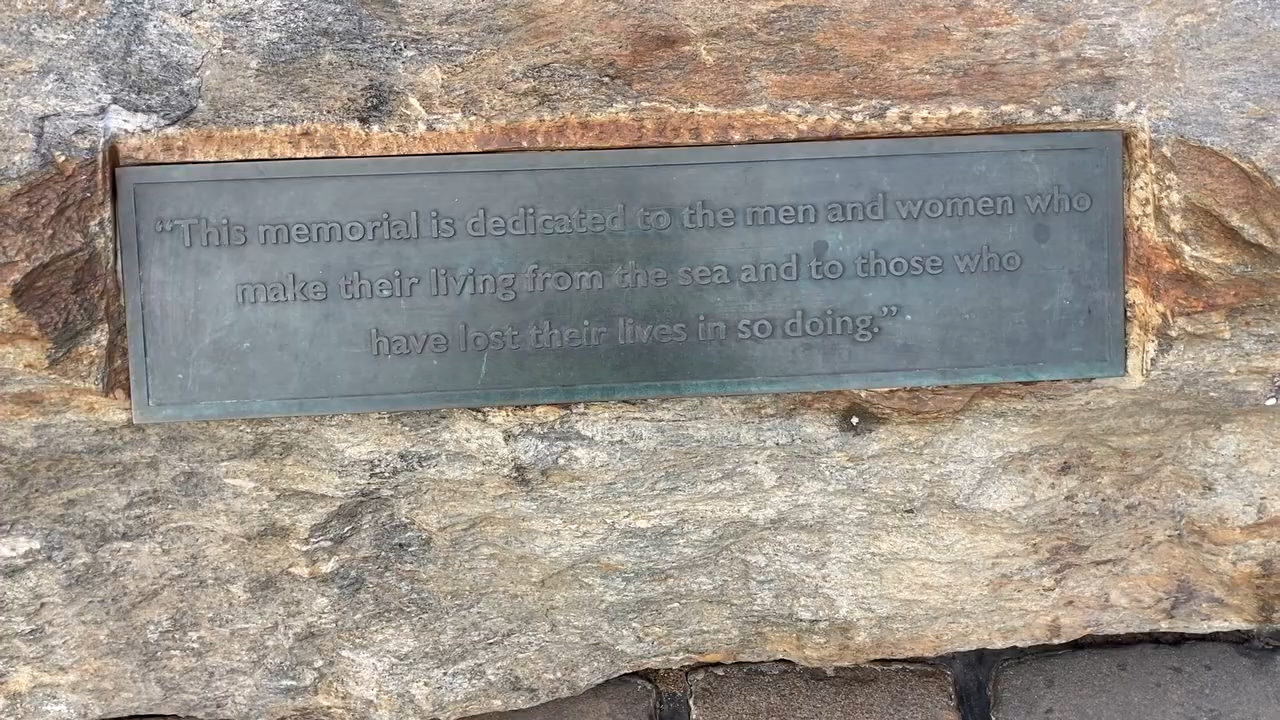 “This memorial is dedicated to the men and women who
make their living from the sea and to those who
have lost their lives in so doing.”